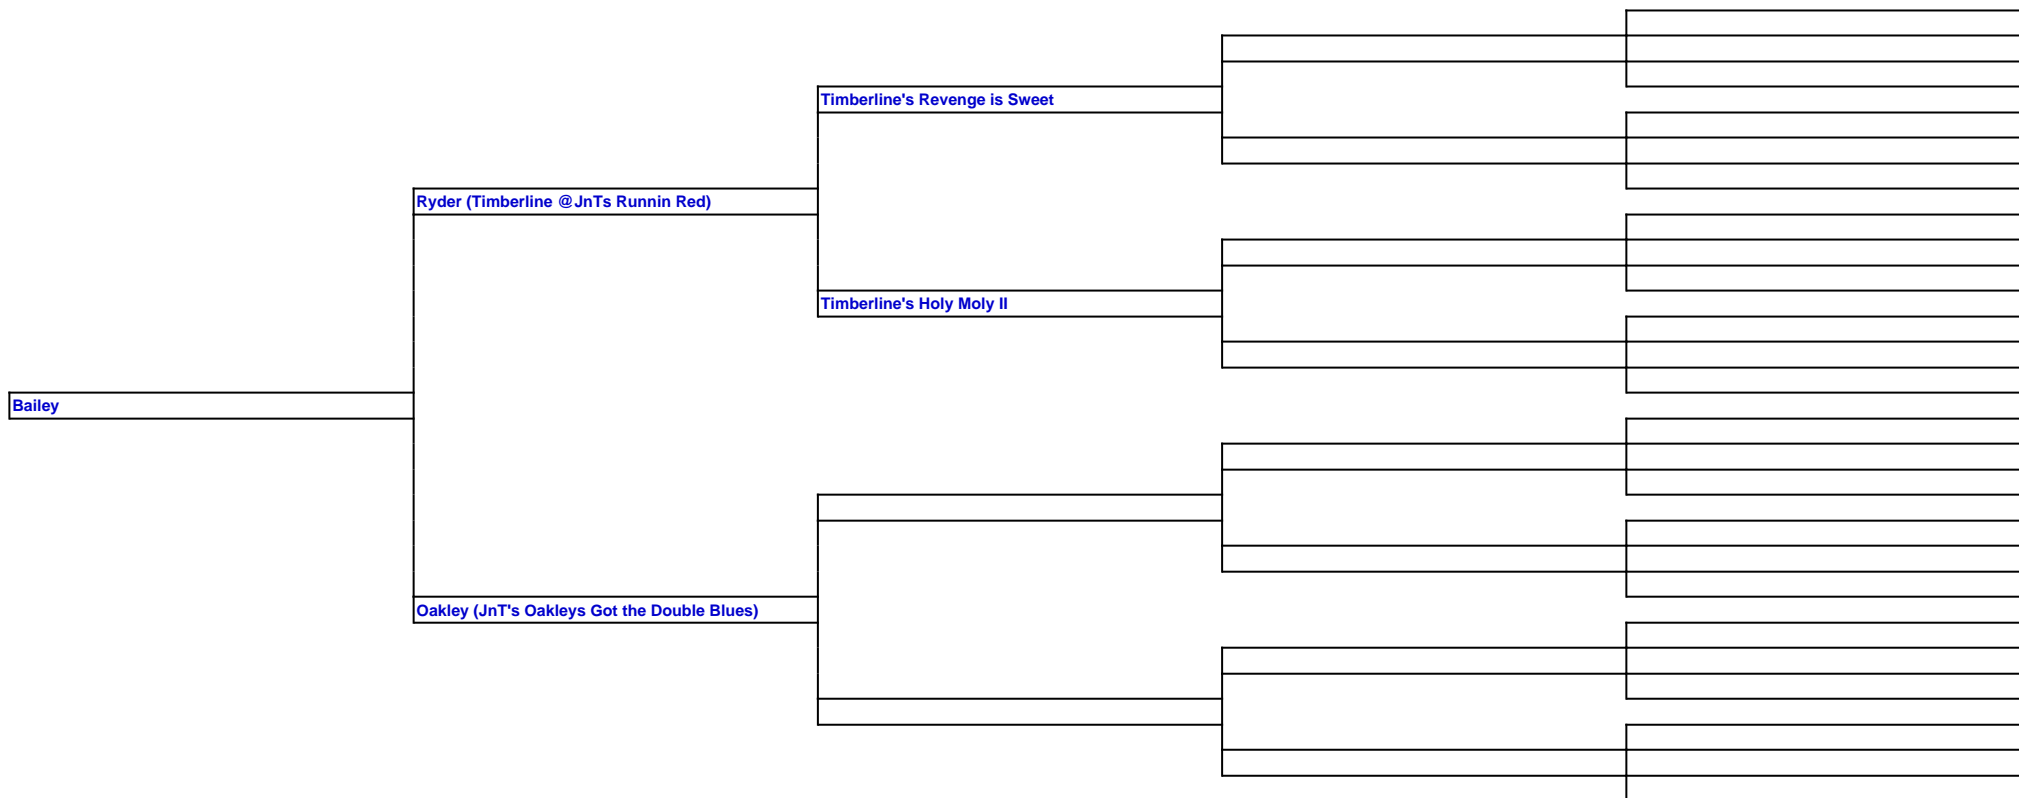 Timberline's Revenge is Sweet
Ryder (Timberline @JnTs Runnin Red)
Timberline's Holy Moly II
Bailey
Oakley (JnT's Oakleys Got the Double Blues)